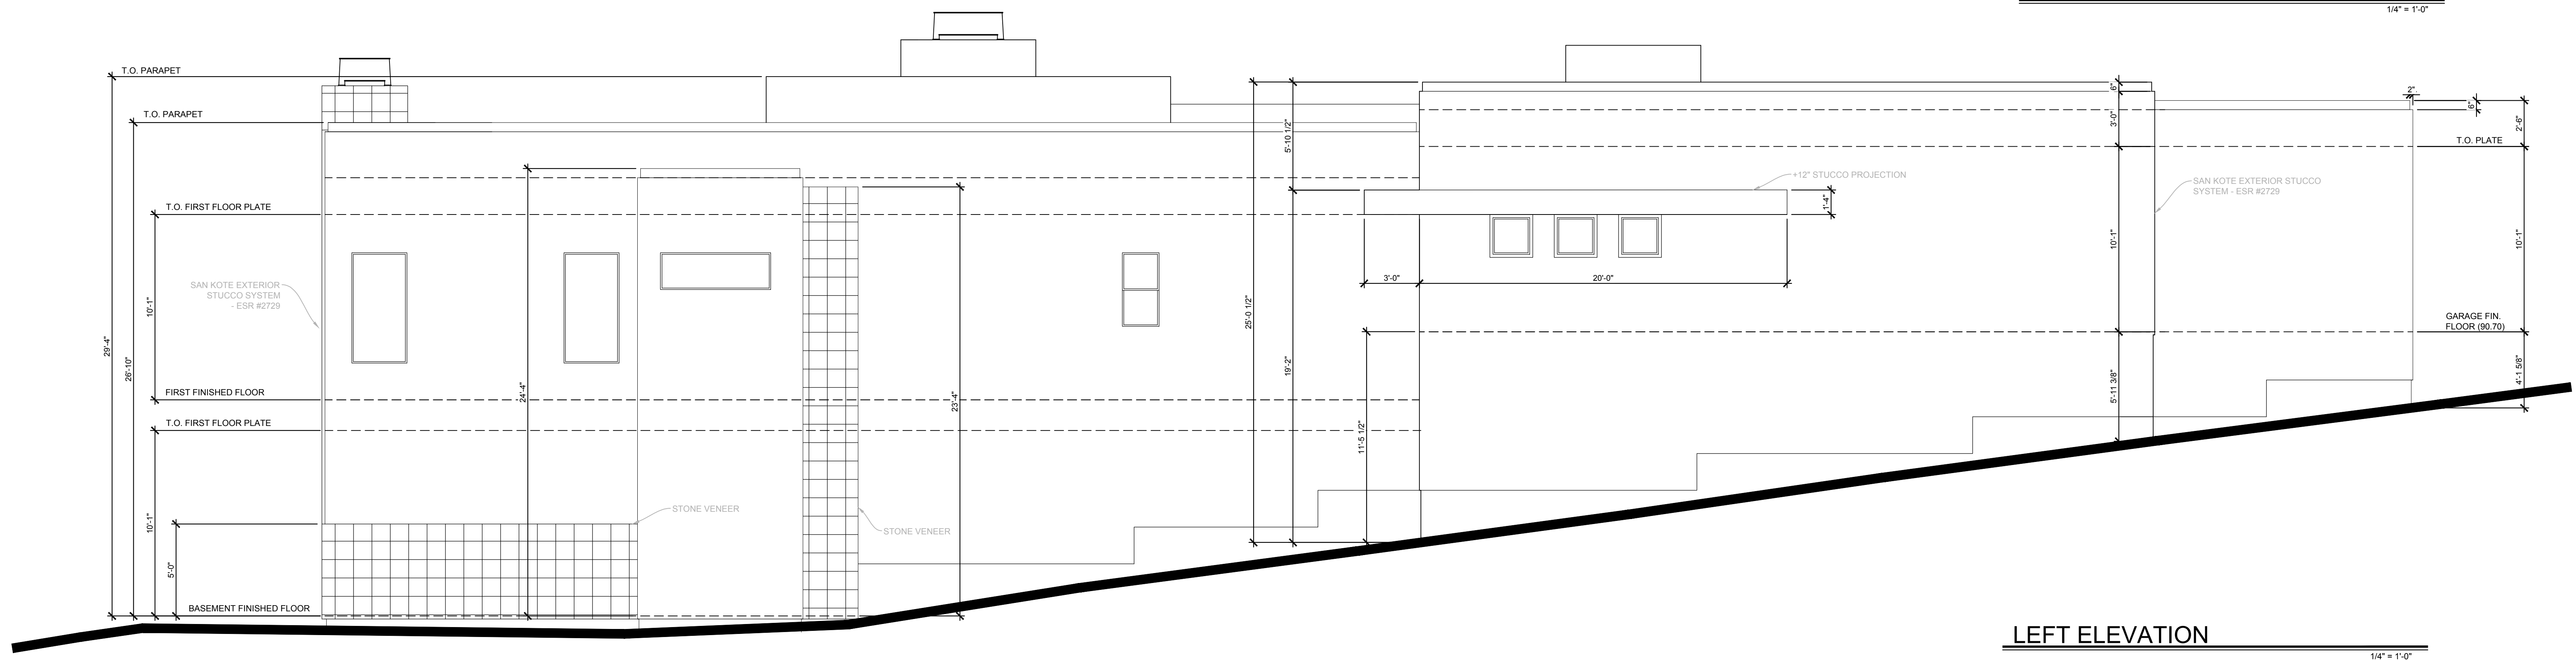 1/4" = 1'-0"
T.O. PARAPET
T.O. PARAPET
T.O. FIRST FLOOR PLATE
SAN KOTE EXTERIOR
STUCCO SYSTEM
- ESR #2729
FIRST FINISHED FLOOR
T.O. FIRST FLOOR PLATE
BASEMENT FINISHED FLOOR
29'-4"
26'-10"
10'-1"
10'-1"
5'-0"
24'-4"
STONE VENEER
STONE VENEER
23'-4"
25'-0 1/2"
5'-10 1/2"
19'-2"
11'-5 1/2"
3'-0"
20'-0"
+12" STUCCO PROJECTION
1'-4"
6"
3'-0"
10'-1"
5'-11 3/8"
SAN KOTE EXTERIOR STUCCO
SYSTEM - ESR #2729
2"
6"
2'-6"
T.O. PLATE
10'-1"
GARAGE FIN.
FLOOR (90.70)
4'-1 5/8"
LEFT ELEVATION
1/4" = 1'-0"